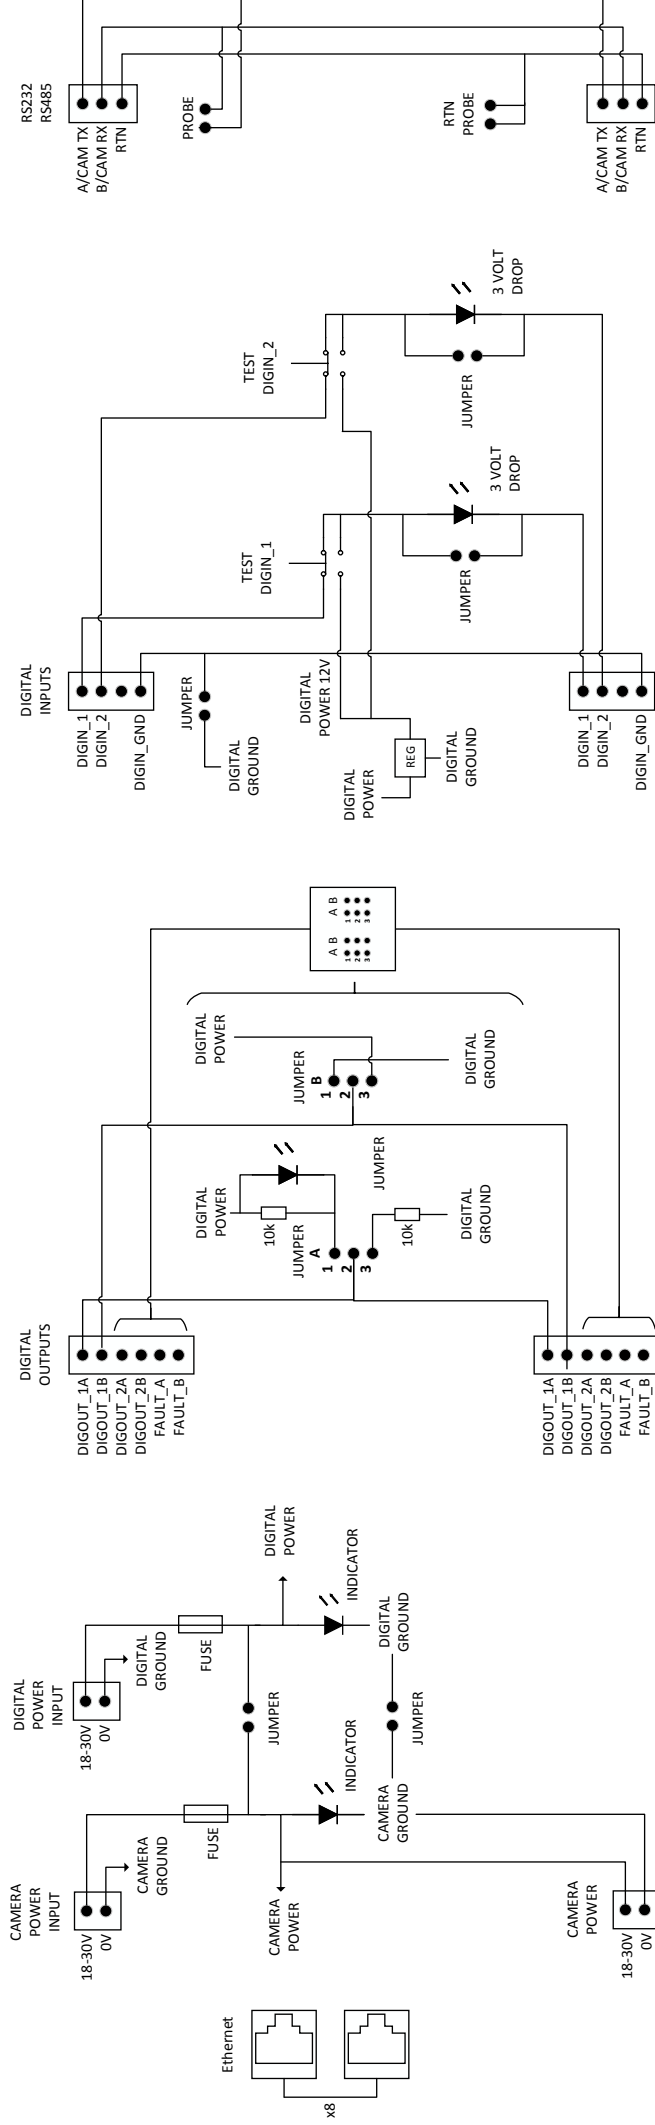 Ethernet
x8
CAMERA
POWER
INPUT
18-30V
0V
CAMERA
GROUND
FUSE
CAMERA
POWER
INDICATOR
CAMERA
GROUND
CAMERA
POWER
18-30V
0V
DIGITAL
POWER
INPUT
18-30V
0V
DIGITAL
GROUND
FUSE
JUMPER
DIGITAL
POWER
INDICATOR
DIGITAL
GROUND
JUMPER
DIGITAL
OUTPUTS
DIGOUT_1A
DIGOUT_1B
DIGOUT_2A
DIGOUT_2B
FAULT_A
FAULT_B
DIGITAL
POWER
10k
JUMPER
A
1
2
3
JUMPER
10k
DIGITAL
GROUND
DIGITAL
POWER
JUMPER
B
1
2
3
DIGITAL
GROUND
A B
1
2
3
A B
1
2
3
DIGOUT_1A
DIGOUT_1B
DIGOUT_2A
DIGOUT_2B
FAULT_A
FAULT_B
DIGITAL
INPUTS
DIGIN_1
DIGIN_2
DIGIN_GND
JUMPER
DIGITAL
GROUND
DIGITAL
POWER 12V
DIGITAL
POWER
REG
DIGITAL
GROUND
TEST
DIGIN_1
JUMPER
3 VOLT
DROP
TEST
DIGIN_2
JUMPER
3 VOLT
DROP
DIGIN_1
DIGIN_2
DIGIN_GND
RS232
RS485
A/CAM TX
B/CAM RX
RTN
PROBE
RTN
PROBE
A/CAM TX
B/CAM RX
RTN